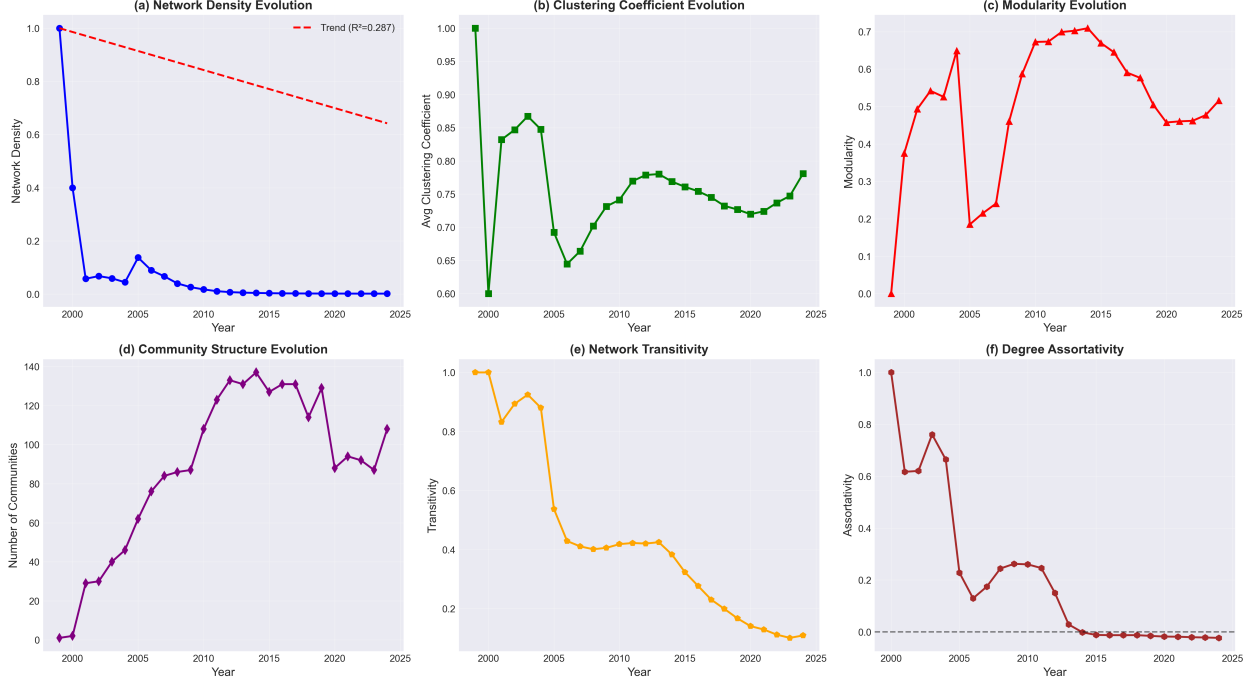 (a) Network Density Evolution
Trend (R²=0.287)
Network Density
1.0
0.8
0.6
0.4
0.2
0.0
2000 2005 2010 2015 2020 2025
Year
(b) Clustering Coefficient Evolution
Avg Clustering Coefficient
1.00
0.95
0.90
0.85
0.80
0.75
0.70
0.65
0.60
2000 2005 2010 2015 2020 2025
Year
(c) Modularity Evolution
Modularity
0.7
0.6
0.5
0.4
0.3
0.2
0.1
0.0
2000 2005 2010 2015 2020 2025
Year
(d) Community Structure Evolution
Number of Communities
140
120
100
80
60
40
20
0
2000 2005 2010 2015 2020 2025
Year
(e) Network Transitivity
Transitivity
1.0
0.8
0.6
0.4
0.2
2000 2005 2010 2015 2020 2025
Year
(f) Degree Assortativity
Assortativity
1.0
0.8
0.6
0.4
0.2
0.0
2000 2005 2010 2015 2020 2025
Year